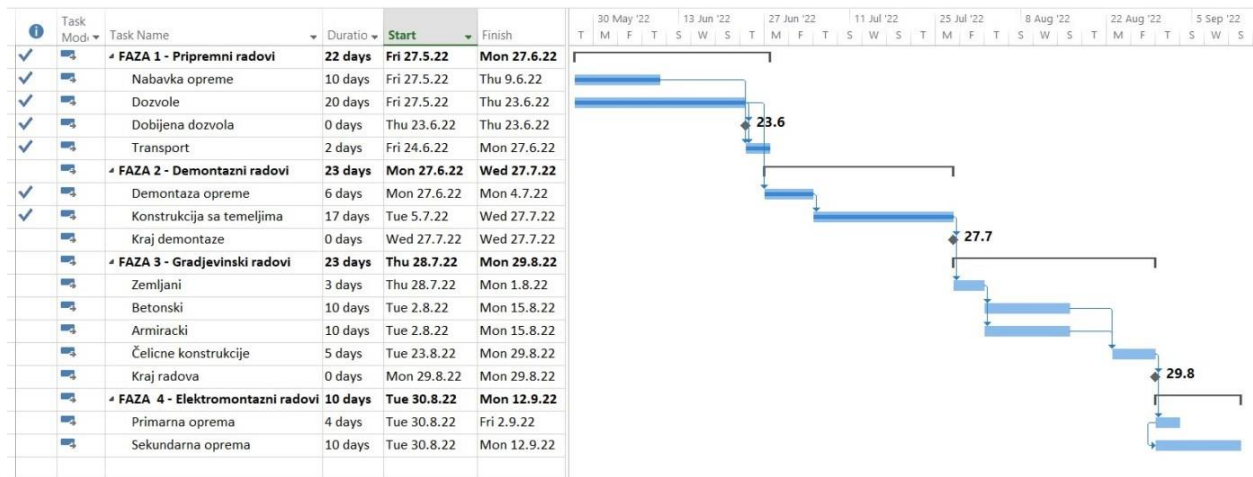 Task Mode Task Name Duratio Start Finish
30 May '22 13 Jun '22 27 Jun '22 11 Jul '22 25 Jul '22 8 Aug '22 22 Aug '22 5 Sep '22
T M F T S W S T M F T S W S T M F T S W S T M F T S W S
FAZA 1 - Pripremni radovi 22 days Fri 27.5.22 Mon 27.6.22
Nabavka opreme 10 days Fri 27.5.22 Thu 9.6.22
Dozvole 20 days Fri 27.5.22 Thu 23.6.22
Dobijena dozvola 0 days Thu 23.6.22 Thu 23.6.22 23.6
Transport 2 days Fri 24.6.22 Mon 27.6.22
FAZA 2 - Demontazni radovi 23 days Mon 27.6.22 Wed 27.7.22
Demontaza opreme 6 days Mon 27.6.22 Mon 4.7.22
Konstrukcija sa temeljima 17 days Tue 5.7.22 Wed 27.7.22
Kraj demontaze 0 days Wed 27.7.22 Wed 27.7.22 27.7
FAZA 3 - Gradjevinski radovi 23 days Thu 28.7.22 Mon 29.8.22
Zemljani 3 days Thu 28.7.22 Mon 1.8.22
Betonski 10 days Tue 2.8.22 Mon 15.8.22
Armiracki 10 days Tue 2.8.22 Mon 15.8.22
Čelicne konstrukcije 5 days Tue 23.8.22 Mon 29.8.22
Kraj radova 0 days Mon 29.8.22 Mon 29.8.22 29.8
FAZA 4 - Elektromontazni radovi 10 days Tue 30.8.22 Mon 12.9.22
Primarna oprema 4 days Tue 30.8.22 Fri 2.9.22
Sekundarna oprema 10 days Tue 30.8.22 Mon 12.9.22